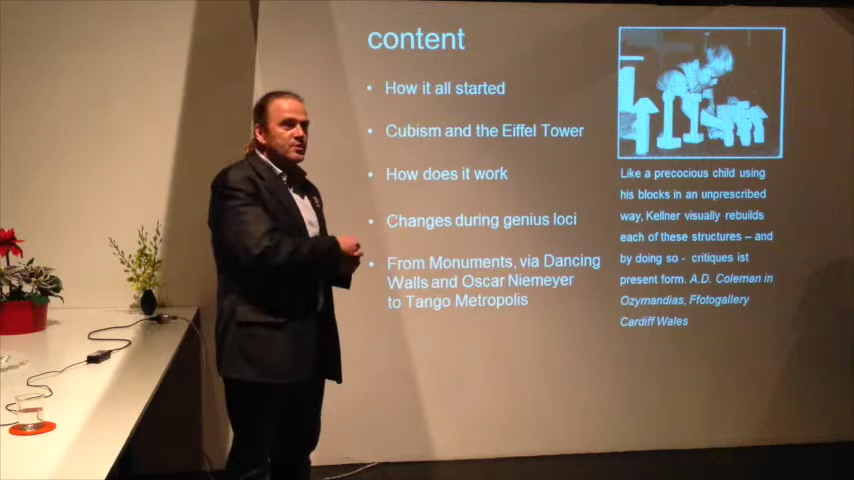 content
• How it all started
• Cubism and the Eiffel Tower
• How does it work
• Changes during genius loci
• From Monuments, via Dancing
Walls and Oscar Niemeyer
to Tango Metropolis
Like a precocious child using
his blocks in an unprescribed
way, Kellner visually rebuilds
each of these structures – and
by doing so - critiques ist
present form. A.D. Coleman in
Ozymandias, Ffotogallery
Cardiff Wales